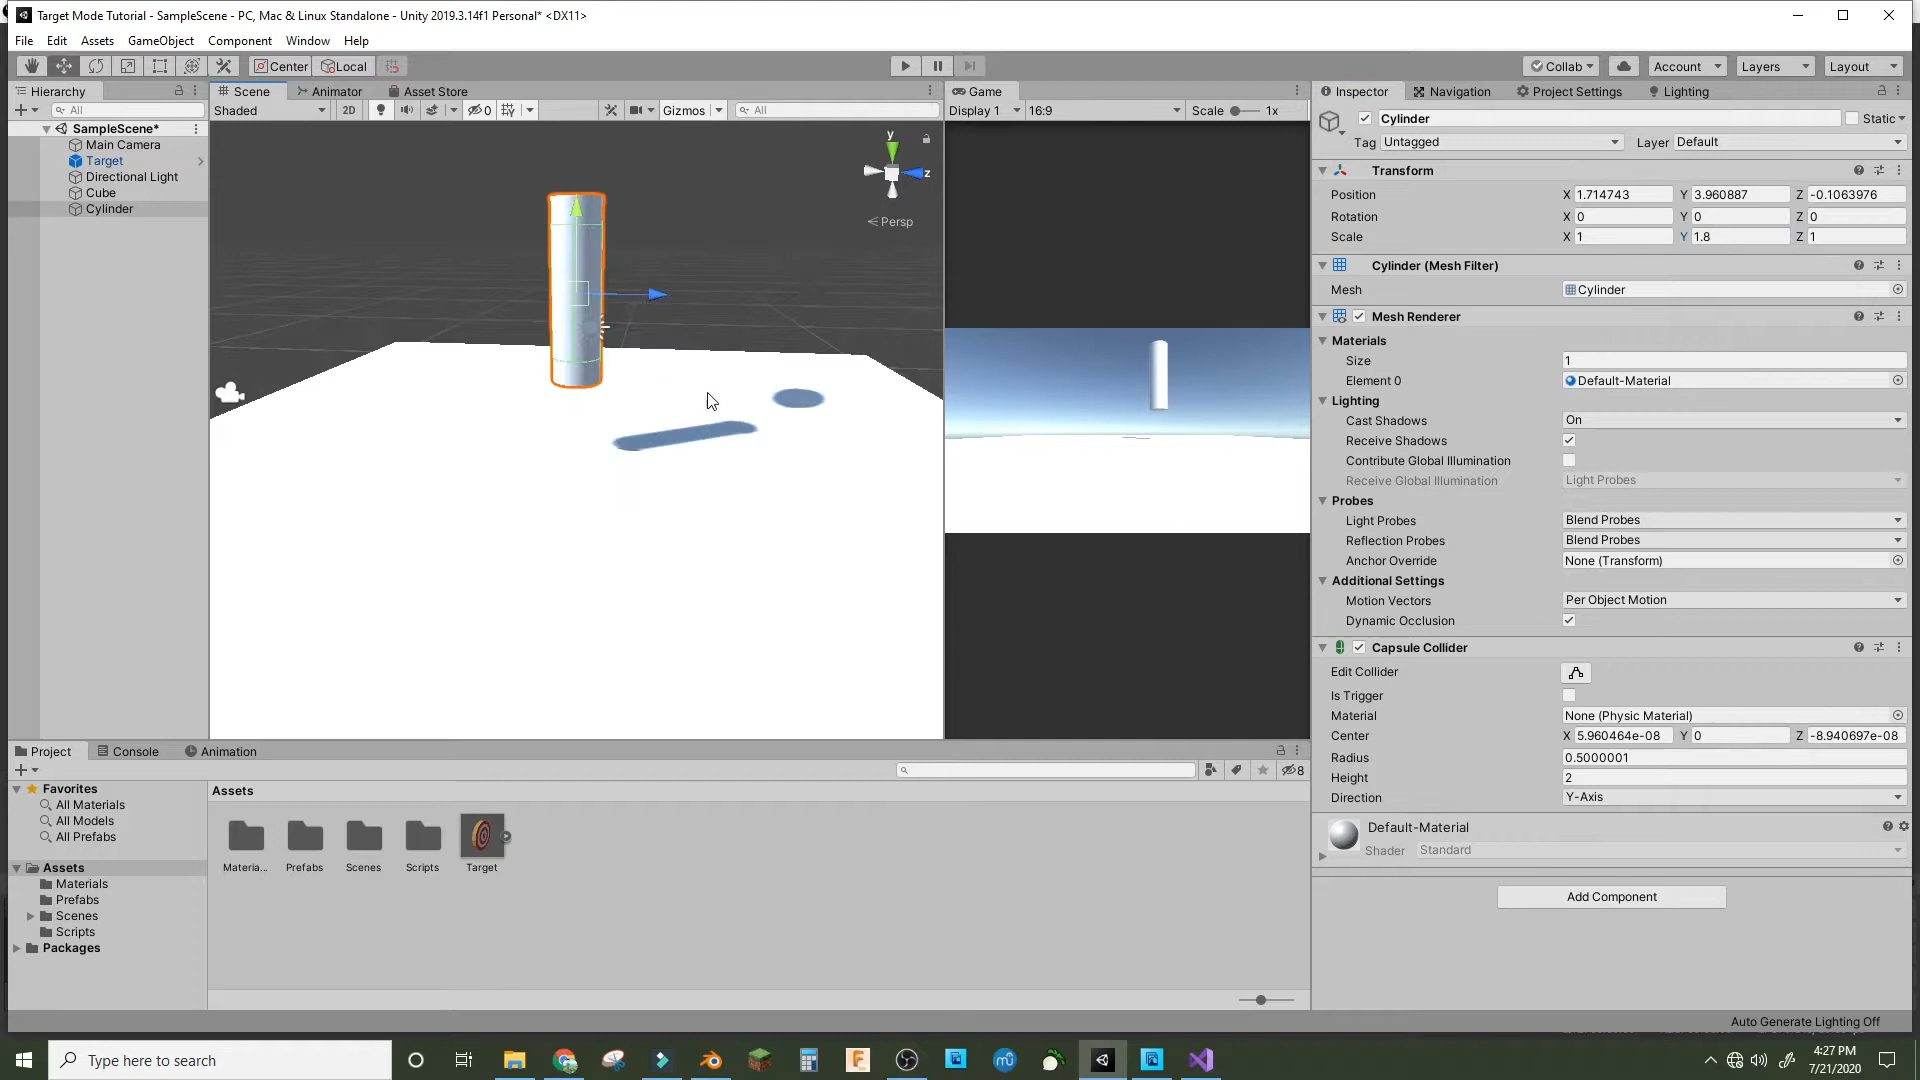 Target Mode Tutorial - SampleScene - PC, Mac & Linux Standalone - Unity 2019.3.14f1 Personal* <DX11>
File Edit Assets GameObject Component Window Help
Center Local Collab Account Layers Layout
Hierarchy
All
SampleScene*
Main Camera
Target
Directional Light
Cube
Cylinder
Scene Animator Asset Store
Shaded 2D 0 Gizmos All
y
z
Persp
Game
Display 1 16:9 Scale 1x
Inspector Navigation Project Settings Lighting
Cylinder Static
Tag Untagged Layer Default
Transform
Position X 1.714743 Y 3.960887 Z -0.1063976
Rotation X 0 Y 0 Z 0
Scale X 1 Y 1.8 Z 1
Cylinder (Mesh Filter)
Mesh Cylinder
Mesh Renderer
Materials
Size 1
Element 0 Default-Material
Lighting
Cast Shadows On
Receive Shadows
Contribute Global Illumination
Receive Global Illumination Light Probes
Probes
Light Probes Blend Probes
Reflection Probes Blend Probes
Anchor Override None (Transform)
Additional Settings
Motion Vectors Per Object Motion
Dynamic Occlusion
Capsule Collider
Edit Collider
Is Trigger
Material None (Physic Material)
Center X 5.960464e-08 Y 0 Z -8.940697e-08
Radius 0.5000001
Height 2
Direction Y-Axis
Default-Material
Shader Standard
Add Component
Project Console Animation
8
Favorites
All Materials
All Models
All Prefabs
Assets
Materials
Prefabs
Scenes
Scripts
Packages
Assets
Materia... Prefabs Scenes Scripts Target
Auto Generate Lighting Off
Type here to search
4:27 PM
7/21/2020